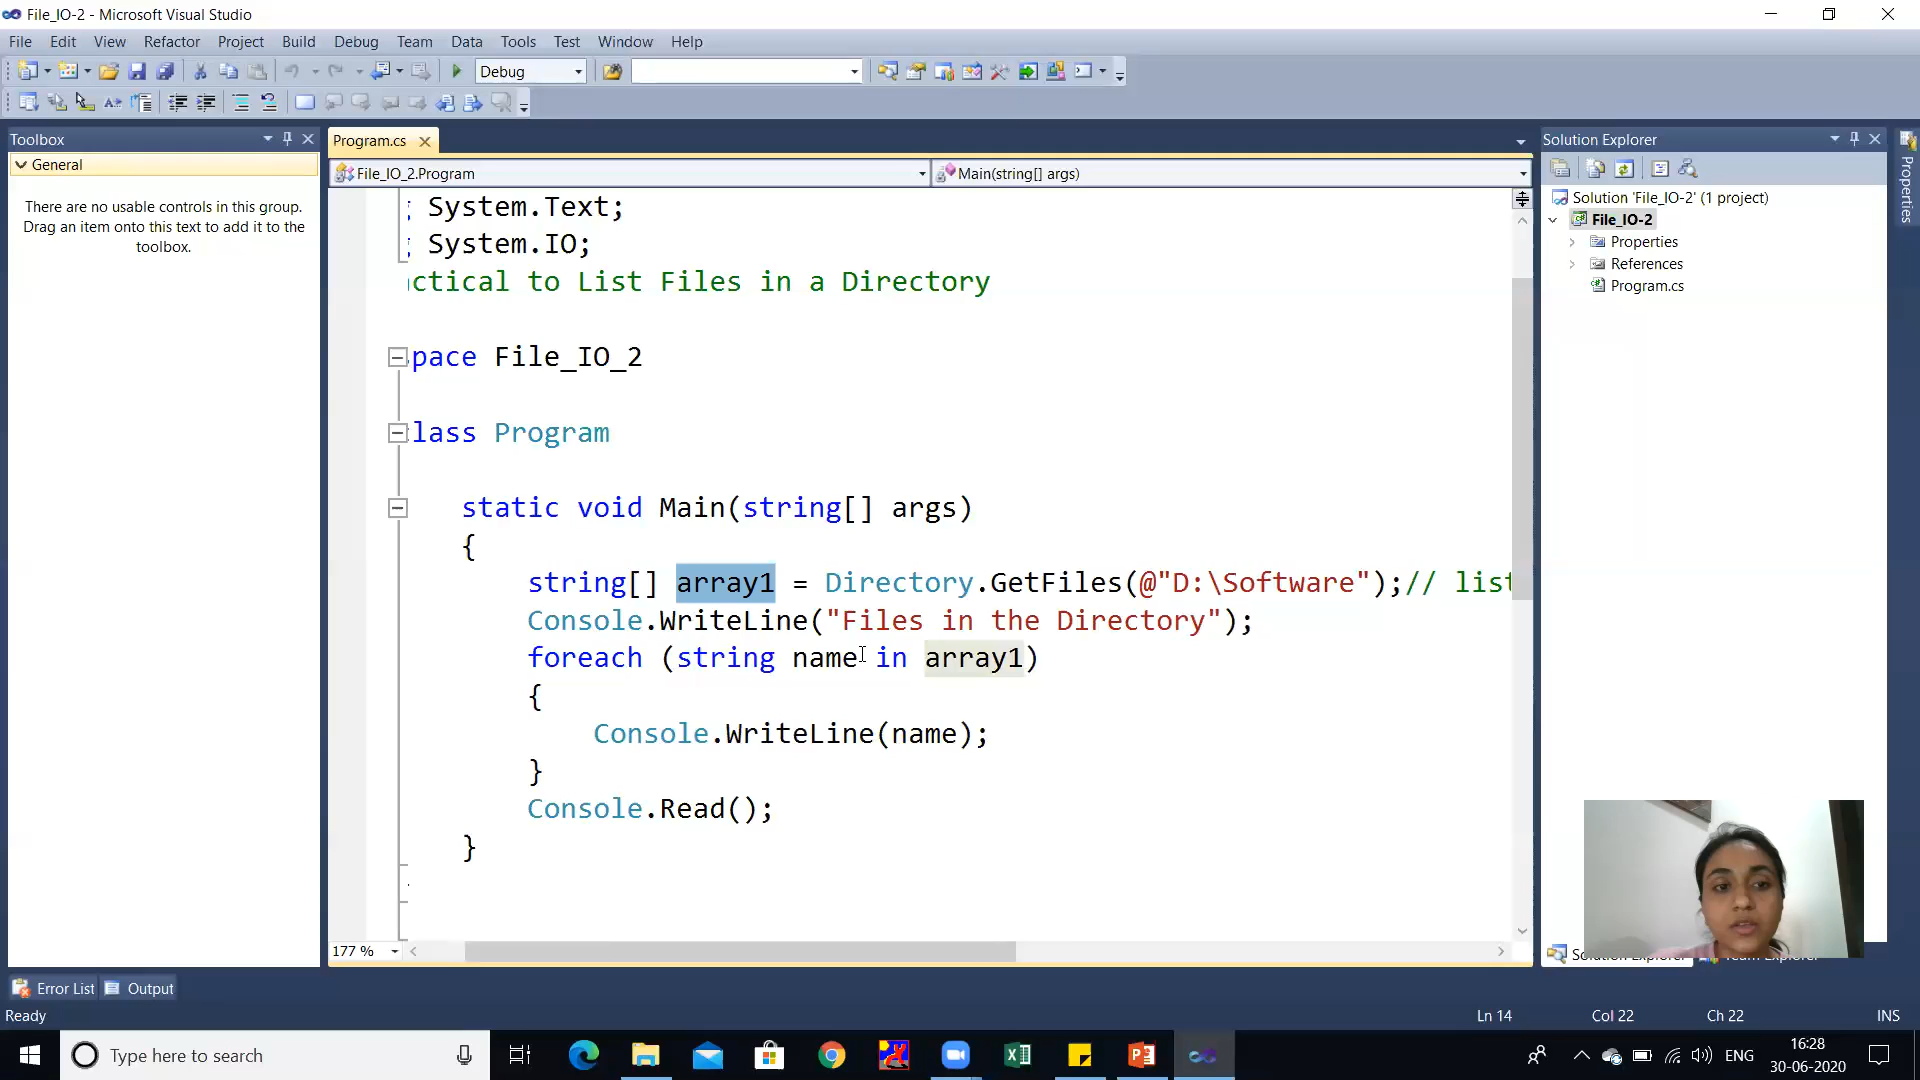 File_IO-2 - Microsoft Visual Studio
File Edit View Refactor Project Build Debug Team Data Tools Test Window Help
Debug
Toolbox
General
There are no usable controls in this group. Drag an item onto this text to add it to the toolbox.
Program.cs
File_IO_2.Program
Main(string[] args)
System.Text;
System.IO;
ctical to List Files in a Directory
pace File_IO_2
lass Program
static void Main(string[] args)
{
string[] array1 = Directory.GetFiles(@"D:\Software");// list
Console.WriteLine("Files in the Directory");
foreach (string name in array1)
{
Console.WriteLine(name);
}
Console.Read();
}
177 %
Solution Explorer
Solution 'File_IO-2' (1 project)
File_IO-2
Properties
References
Program.cs
Properties
Error List
Output
Ready
Ln 14
Col 22
Ch 22
INS
Type here to search
ENG
16:28
30-06-2020